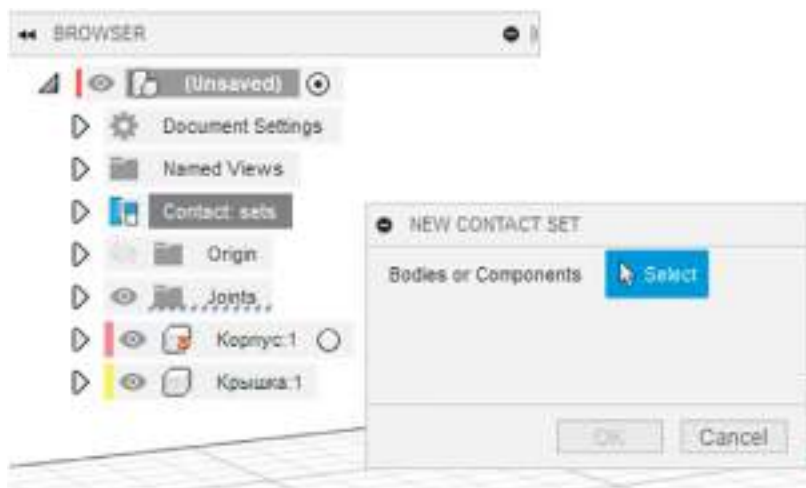 BROWSER
(Unsaved)
Document Settings
Named Views
Contact sets
Origin
Joints
Корпус:1
Крышка:1
NEW CONTACT SET
Bodies or Components Select
OK Cancel